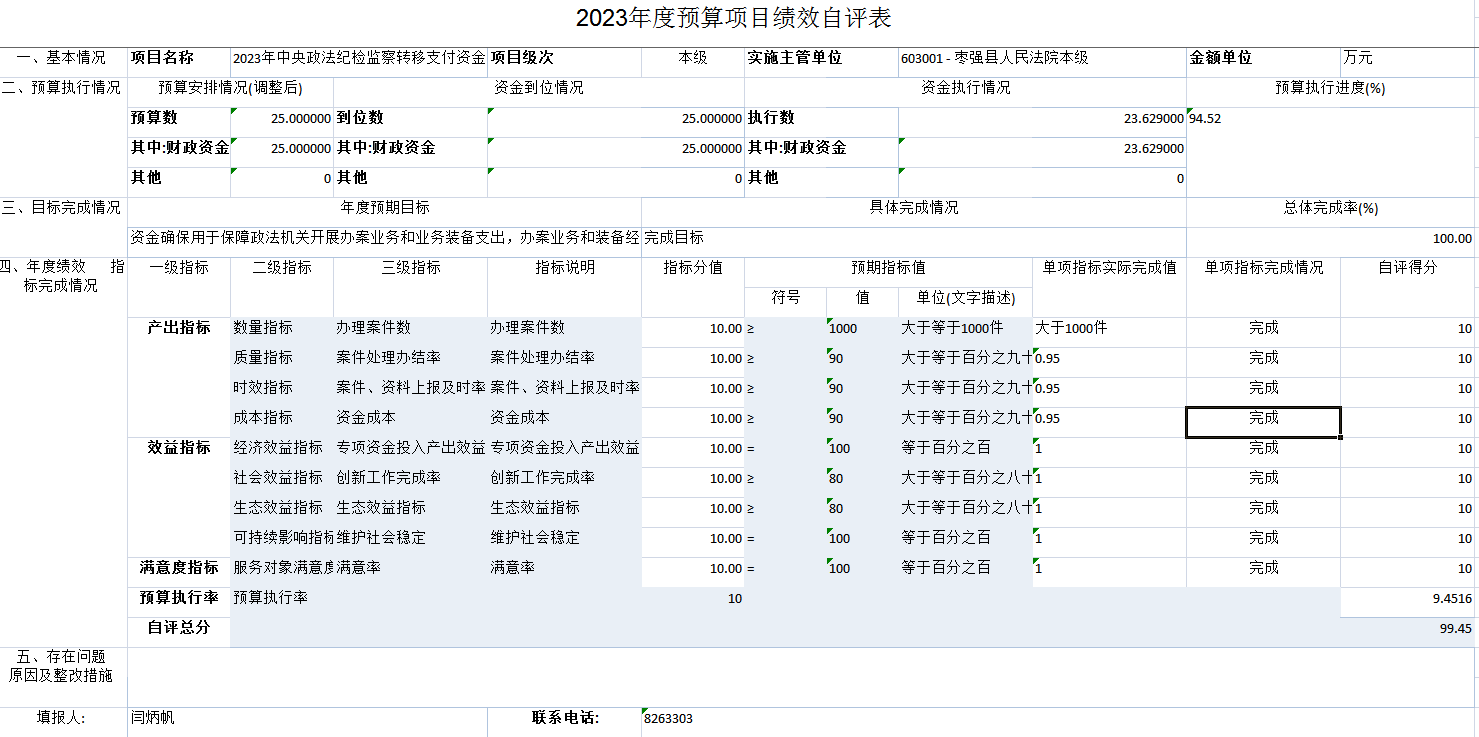 2023年度预算项目绩效自评表
一、基本情况 项目名称 2023年中央政法纪检监察转移支付资金 项目级次 本级 实施主管单位 603001 - 枣强县人民法院本级 金额单位 万元
二、预算执行情况 预算安排情况(调整后) 资金到位情况 资金执行情况 预算执行进度(%)
预算数 25.000000 到位数 25.000000 执行数 23.629000 94.52
其中:财政资金 25.000000 其中:财政资金 25.000000 其中:财政资金 23.629000
其他 0 其他 0 其他 0
三、目标完成情况 年度预期目标 具体完成情况 总体完成率(%)
资金确保用于保障政法机关开展办案业务和业务装备支出，办案业务和装备经 完成目标 100.00
四、年度绩效 指 一级指标 二级指标 三级指标 指标说明 指标分值 预期指标值 单项指标实际完成值 单项指标完成情况 自评得分
标完成情况
符号 值 单位(文字描述)
产出指标 数量指标 办理案件数 办理案件数 10.00 ≥ 1000 大于等于1000件 大于1000件 完成 10
质量指标 案件处理办结率 案件处理办结率 10.00 ≥ 90 大于等于百分之九十 0.95 完成 10
时效指标 案件、资料上报及时率 案件、资料上报及时率 10.00 ≥ 90 大于等于百分之九十 0.95 完成 10
成本指标 资金成本 资金成本 10.00 ≥ 90 大于等于百分之九十 0.95 完成 10
效益指标 经济效益指标 专项资金投入产出效益 专项资金投入产出效益 10.00 = 100 等于百分之百 1 完成 10
社会效益指标 创新工作完成率 创新工作完成率 10.00 ≥ 80 大于等于百分之八十 1 完成 10
生态效益指标 生态效益指标 生态效益指标 10.00 ≥ 80 大于等于百分之八十 1 完成 10
可持续影响指标 维护社会稳定 维护社会稳定 10.00 = 100 等于百分之百 1 完成 10
满意度指标 服务对象满意度 满意率 满意率 10.00 = 100 等于百分之百 1 完成 10
预算执行率 预算执行率 10 9.4516
自评总分 99.45
五、存在问题
原因及整改措施
填报人: 闫炳帆 联系电话: 8263303